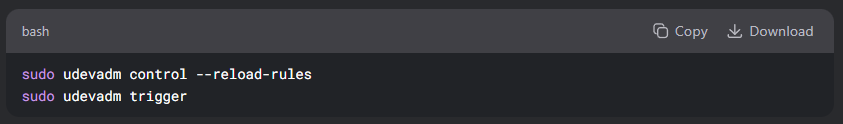 bash Copy Download
sudo udevadm control --reload-rules
sudo udevadm trigger